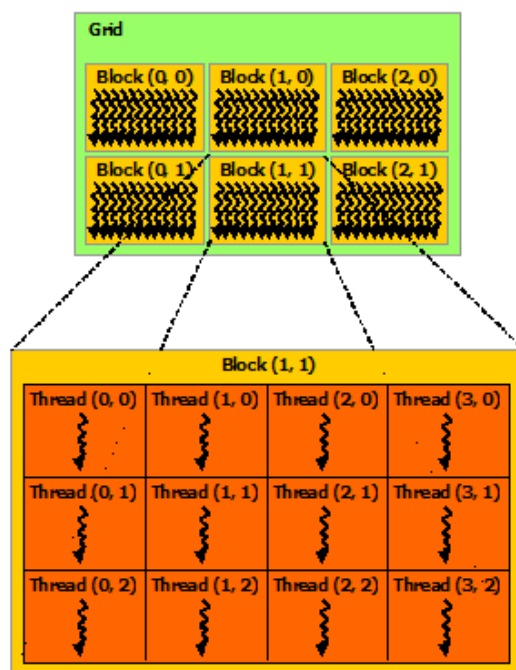 Grid
Block (0, 0) Block (1, 0) Block (2, 0)
Block (0, 1) Block (1, 1) Block (2, 1)
Block (1, 1)
Thread (0, 0) Thread (1, 0) Thread (2, 0) Thread (3, 0)
Thread (0, 1) Thread (1, 1) Thread (2, 1) Thread (3, 1)
Thread (0, 2) Thread (1, 2) Thread (2, 2) Thread (3, 2)